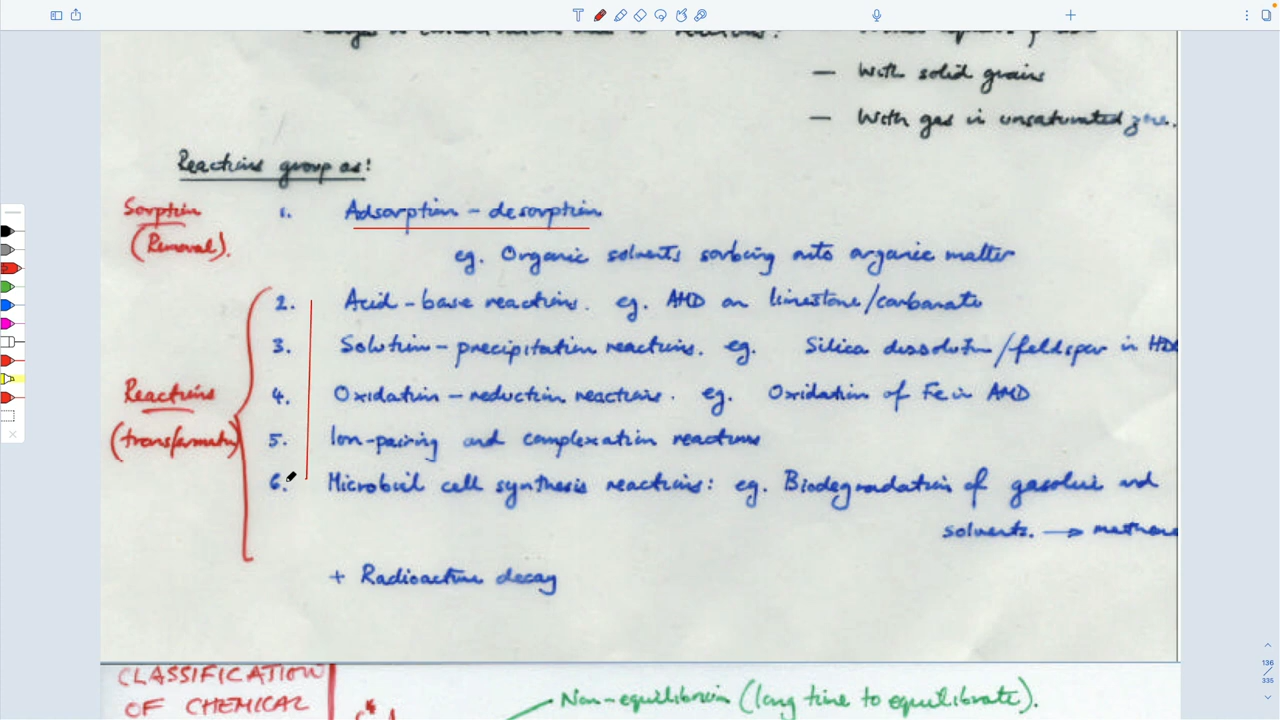 reactions:
— With solid grains
— With gas in unsaturated zone.
Reactions group as:
Sorption
(Removal).
1. Adsorption - desorption
eg. Organic solvents sorbing onto organic matter
2. Acid-base reactions. eg. AMD on limestone/carbonate
3. Solution-precipitation reactions. eg. Silica dissolution/feldspar in HDR
4. Oxidation-reduction reactions. eg. Oxidation of Fe in AMD
Reactions
(transformation)
5. Ion-pairing and complexation reactions
6. Microbial cell synthesis reactions: eg. Biodegradation of gasoline and
solvents. → methane
+ Radioactive decay
CLASSIFICATION
OF CHEMICAL
Non-equilibrium (long time to equilibrate).
136
335